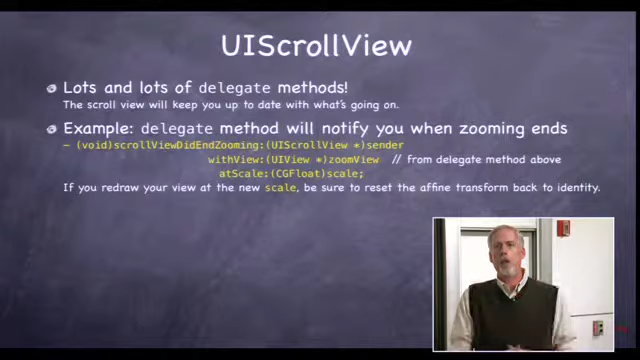 UIScrollView
Lots and lots of delegate methods!
The scroll view will keep you up to date with what's going on.
Example: delegate method will notify you when zooming ends
- (void)scrollViewDidEndZooming:(UIScrollView *)sender
withView:(UIView *)zoomView // from delegate method above
atScale:(CGFloat)scale;
If you redraw your view at the new scale, be sure to reset the affine transform back to identity.